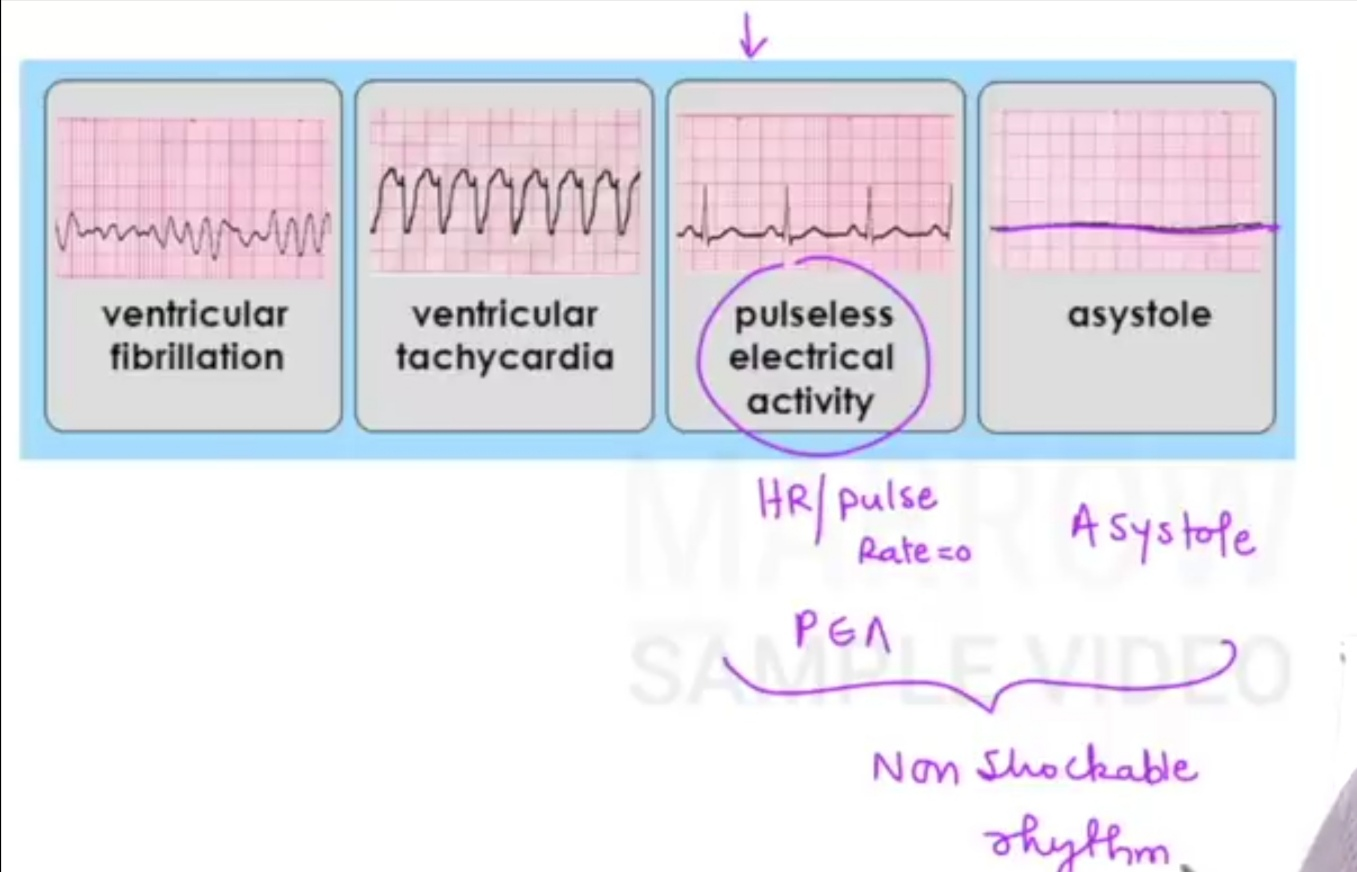 ventricular
fibrillation
ventricular
tachycardia
pulseless
electrical
activity
asystole
HR/pulse
Rate=0
Asystole
PEA
Non Shockable
rhythm
MARROW
SAMPLE VIDEO